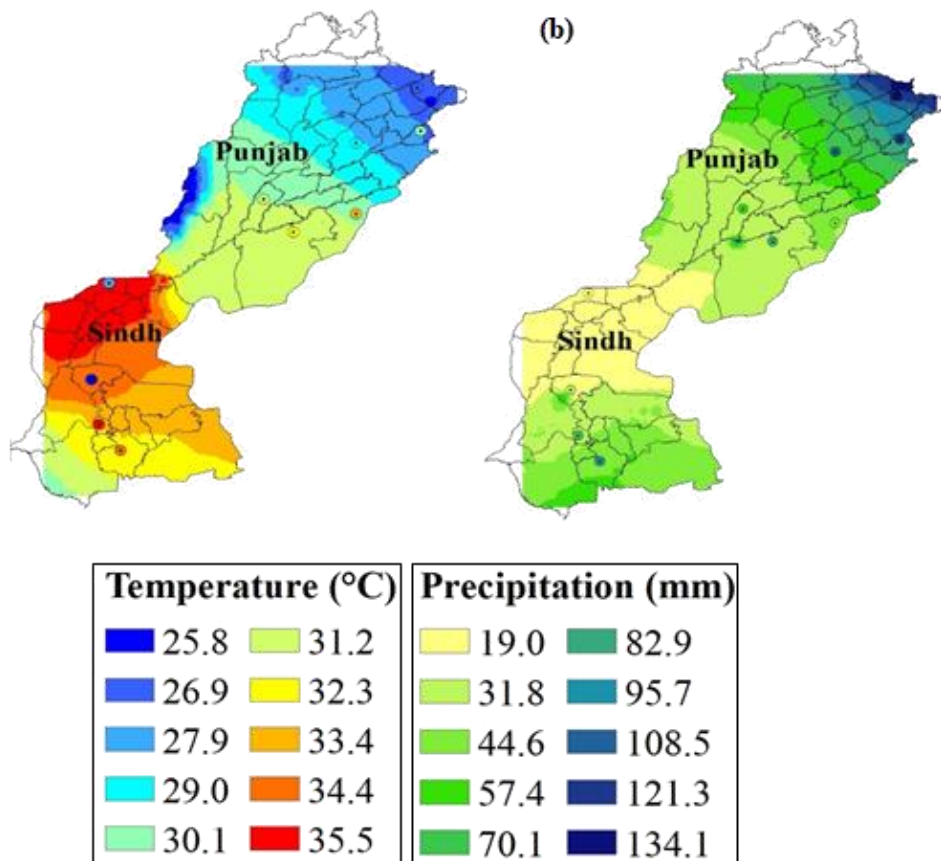 (b)
Punjab
Punjab
Sindh
Sindh
Temperature (°C)
25.8 31.2
26.9 32.3
27.9 33.4
29.0 34.4
30.1 35.5
Precipitation (mm)
19.0 82.9
31.8 95.7
44.6 108.5
57.4 121.3
70.1 134.1